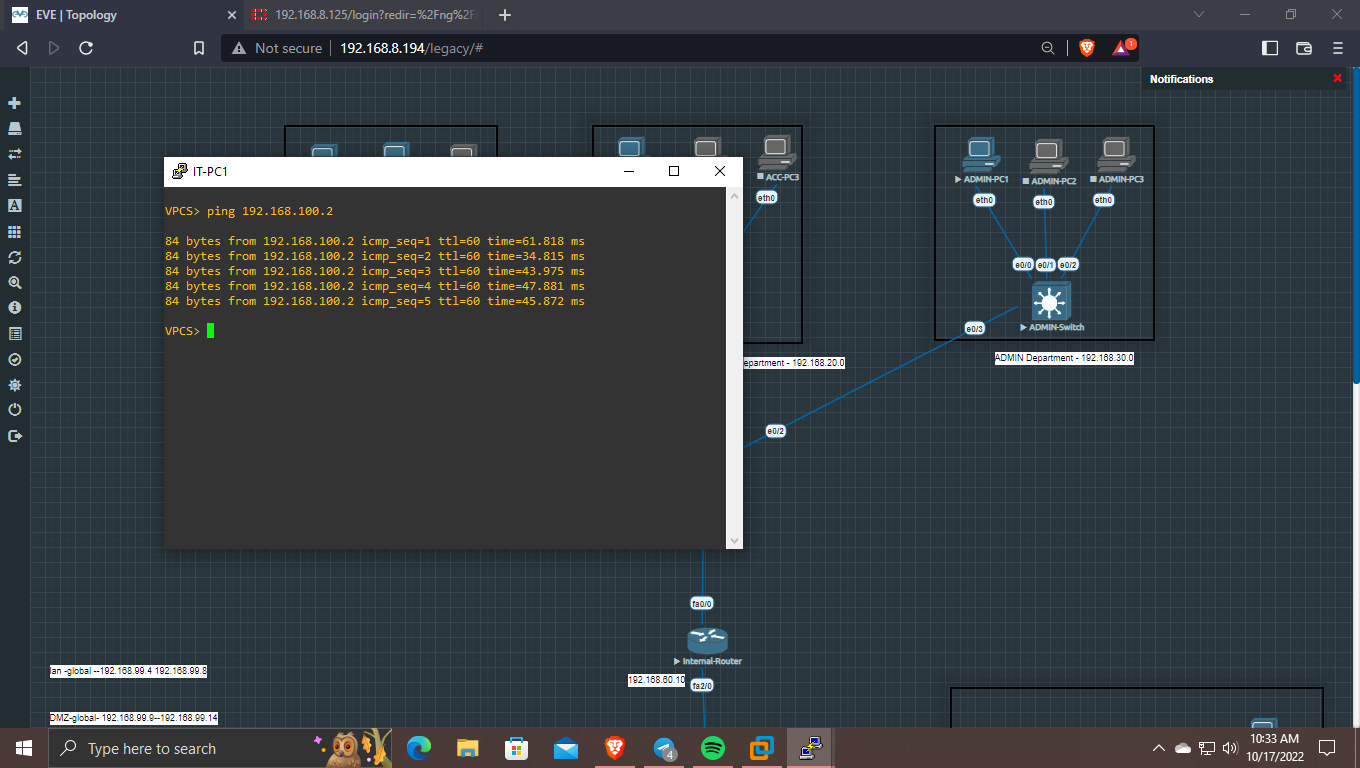 EVE | Topology
192.168.8.125/login?redir=%2Fng%2F
Not secure
192.168.8.194/legacy/#
1
Notifications
IT-PC1
VPCS> ping 192.168.100.2
84 bytes from 192.168.100.2 icmp_seq=1 ttl=60 time=61.818 ms
84 bytes from 192.168.100.2 icmp_seq=2 ttl=60 time=34.815 ms
84 bytes from 192.168.100.2 icmp_seq=3 ttl=60 time=43.975 ms
84 bytes from 192.168.100.2 icmp_seq=4 ttl=60 time=47.881 ms
84 bytes from 192.168.100.2 icmp_seq=5 ttl=60 time=45.872 ms
VPCS>
ACC-PC3
eth0
ADMIN-PC1
ADMIN-PC2
ADMIN-PC3
eth0
eth0
eth0
e0/0
e0/1
e0/2
ADMIN-Switch
e0/3
epartment - 192.168.20.0
ADMIN Department - 192.168.30.0
e0/2
fa0/0
Internal-Router
192.168.60.10
fa2/0
lan -global --192.168.99.4 192.168.99.8
DMZ-global- 192.168.99.9--192.168.99.14
Type here to search
4
10:33 AM
10/17/2022